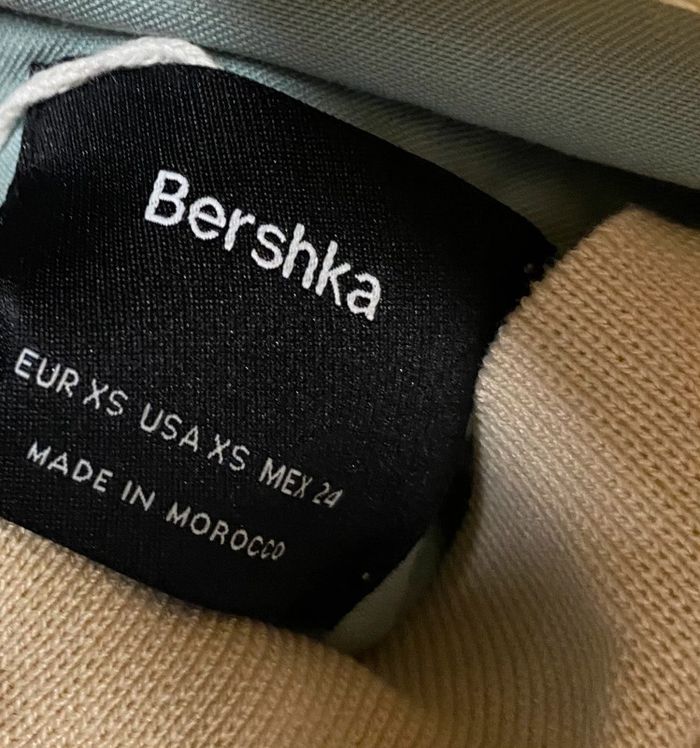 Bershka
EUR XS USA XS MEX 24
MADE IN MOROCCO